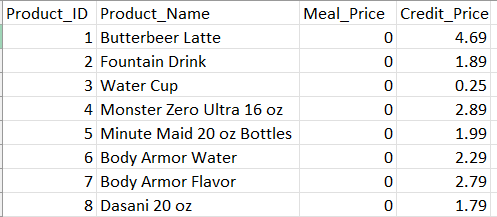 Product_ID Product_Name Meal_Price Credit_Price
1 Butterbeer Latte 0 4.69
2 Fountain Drink 0 1.89
3 Water Cup 0 0.25
4 Monster Zero Ultra 16 oz 0 2.89
5 Minute Maid 20 oz Bottles 0 1.99
6 Body Armor Water 0 2.29
7 Body Armor Flavor 0 2.79
8 Dasani 20 oz 0 1.79